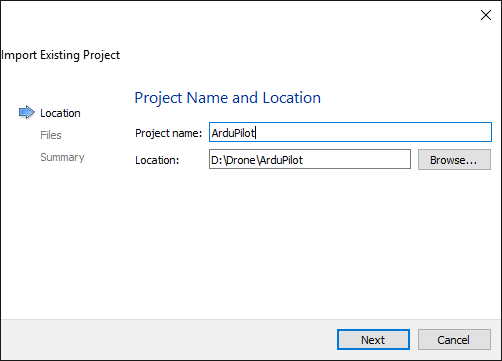 Import Existing Project
Project Name and Location
Location
Files
Summary
Project name: ArduPilot
Location: D:\Drone\ArduPilot Browse...
Next Cancel